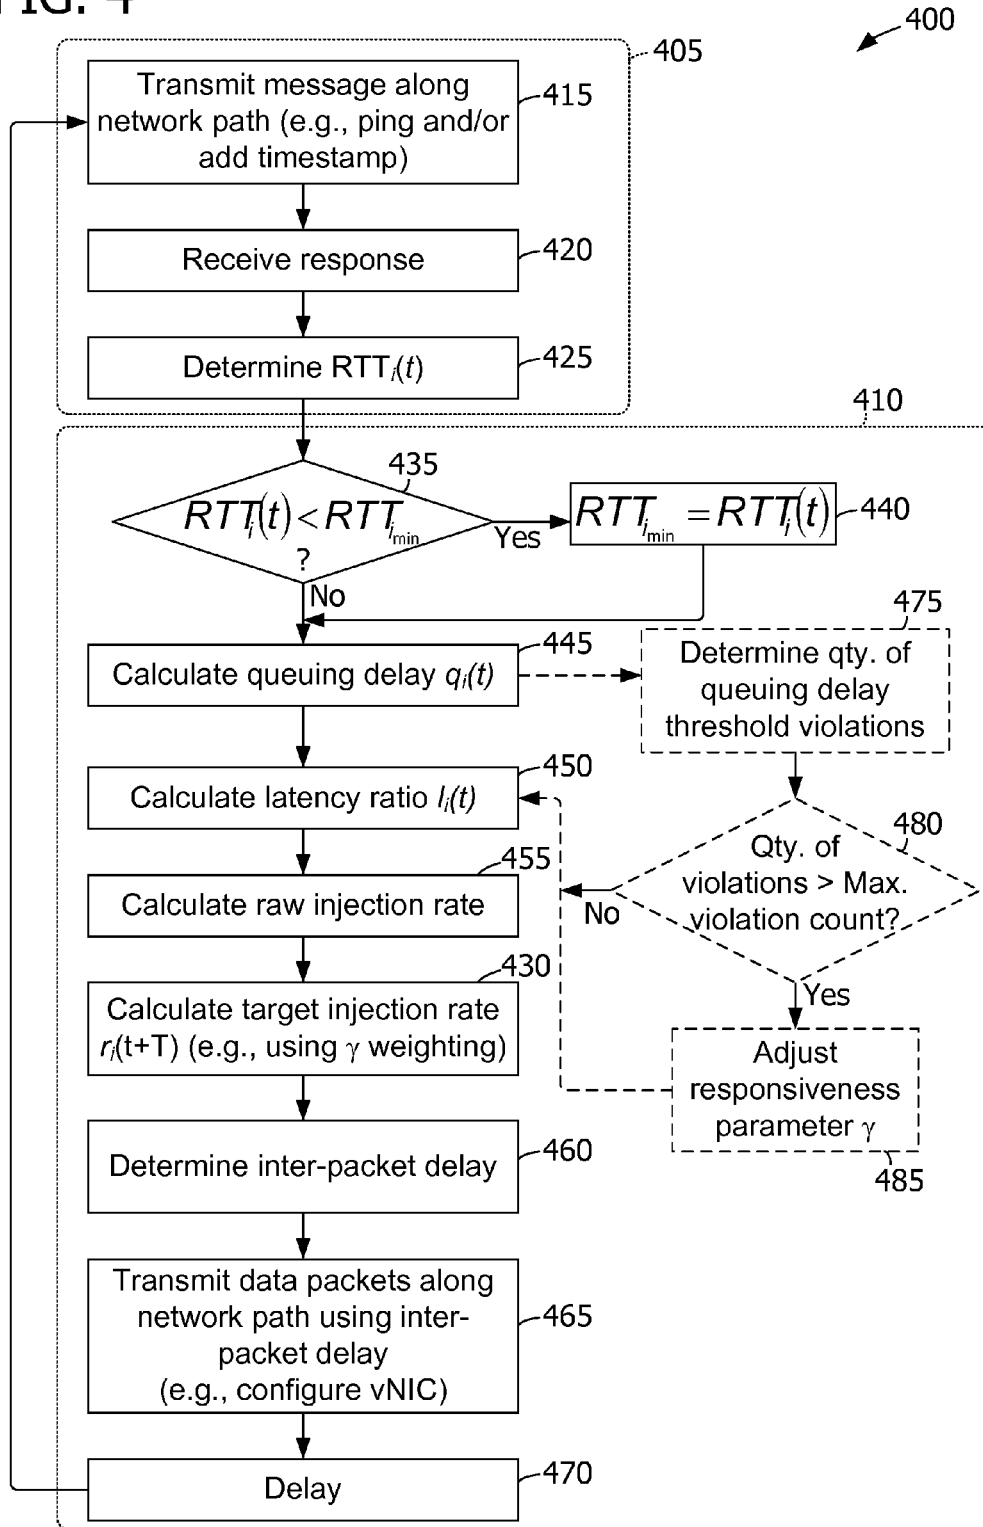 FIG. 4
400
405
Transmit message along
network path (e.g., ping and/or
add timestamp)
415
Receive response
420
Determine RTTi(t)
425
410
435
RTTi(t) < RTTimin
?
Yes
RTTimin = RTTi(t)
440
No
Calculate queuing delay qi(t)
445
475
Determine qty. of
queuing delay
threshold violations
Calculate latency ratio li(t)
450
480
Qty. of
violations > Max.
violation count?
No
Yes
455
Calculate raw injection rate
430
Calculate target injection rate
ri(t+T) (e.g., using γ weighting)
Adjust
responsiveness
parameter γ
485
Determine inter-packet delay
460
Transmit data packets along
network path using inter-
packet delay
(e.g., configure vNIC)
465
Delay
470